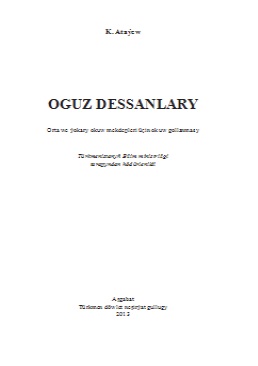 K. Ataýew
OGUZ DESSANLARY
Orta we ýokary okuw mekdepleri üçin okuw gollanmasy
Türkmenistanyň Bilim ministrligi
tarapyndan hödürlenildi
Aşgabat
Türkmen döwlet neşirýat gullugy
2013